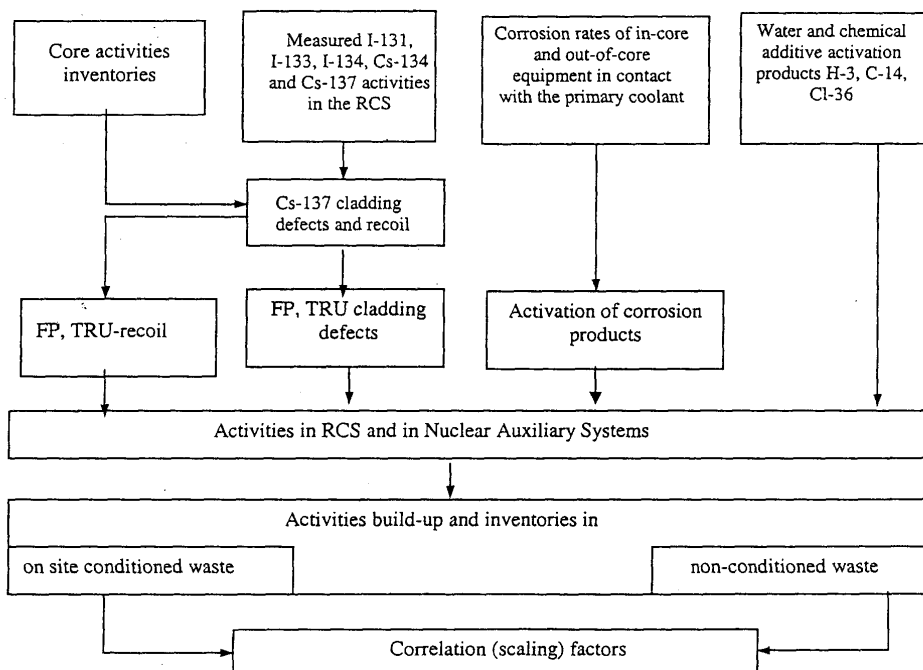 Core activities
inventories
Measured I-131,
I-133, I-134, Cs-134
and Cs-137 activities
in the RCS
Corrosion rates of in-core
and out-of-core
equipment in contact
with the primary coolant
Water and chemical
additive activation
products H-3, C-14,
Cl-36
Cs-137 cladding
defects and recoil
FP, TRU-recoil
FP, TRU cladding
defects
Activation of corrosion
products
Activities in RCS and in Nuclear Auxiliary Systems
Activities build-up and inventories in
on site conditioned waste
non-conditioned waste
Correlation (scaling) factors